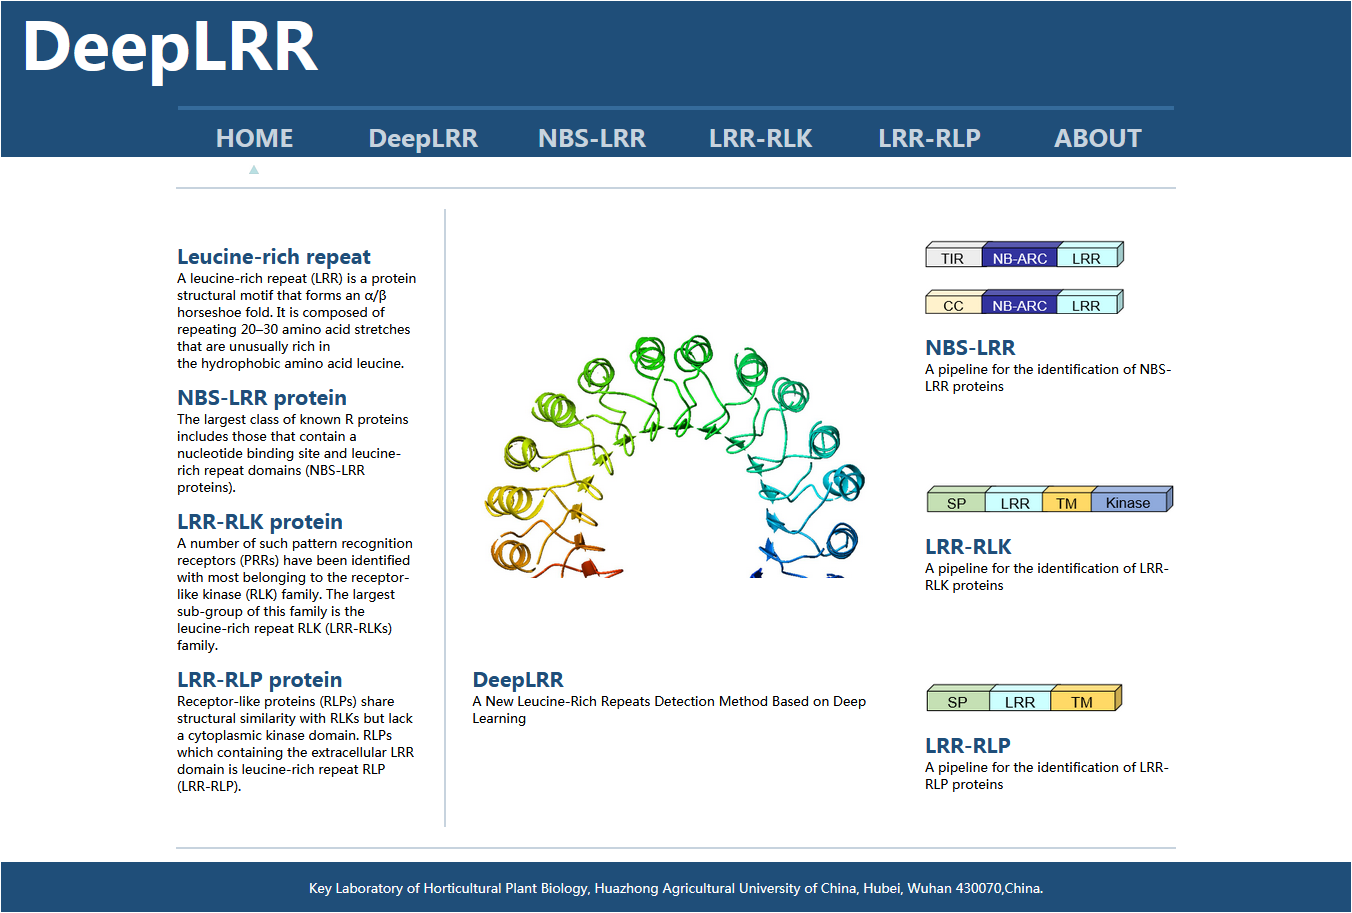 DeepLRR
HOME DeepLRR NBS-LRR LRR-RLK LRR-RLP ABOUT
Leucine-rich repeat
A leucine-rich repeat (LRR) is a protein
structural motif that forms an α/β
horseshoe fold. It is composed of
repeating 20–30 amino acid stretches
that are unusually rich in
the hydrophobic amino acid leucine.
NBS-LRR protein
The largest class of known R proteins
includes those that contain a
nucleotide binding site and leucine-
rich repeat domains (NBS-LRR
proteins).
LRR-RLK protein
A number of such pattern recognition
receptors (PRRs) have been identified
with most belonging to the receptor-
like kinase (RLK) family. The largest
sub-group of this family is the
leucine-rich repeat RLK (LRR-RLKs)
family.
LRR-RLP protein
Receptor-like proteins (RLPs) share
structural similarity with RLKs but lack
a cytoplasmic kinase domain. RLPs
which containing the extracellular LRR
domain is leucine-rich repeat RLP
(LRR-RLP).
DeepLRR
A New Leucine-Rich Repeats Detection Method Based on Deep
Learning
TIR NB-ARC LRR
CC NB-ARC LRR
NBS-LRR
A pipeline for the identification of NBS-
LRR proteins
SP LRR TM Kinase
LRR-RLK
A pipeline for the identification of LRR-
RLK proteins
SP LRR TM
LRR-RLP
A pipeline for the identification of LRR-
RLP proteins
Key Laboratory of Horticultural Plant Biology, Huazhong Agricultural University of China, Hubei, Wuhan 430070,China.